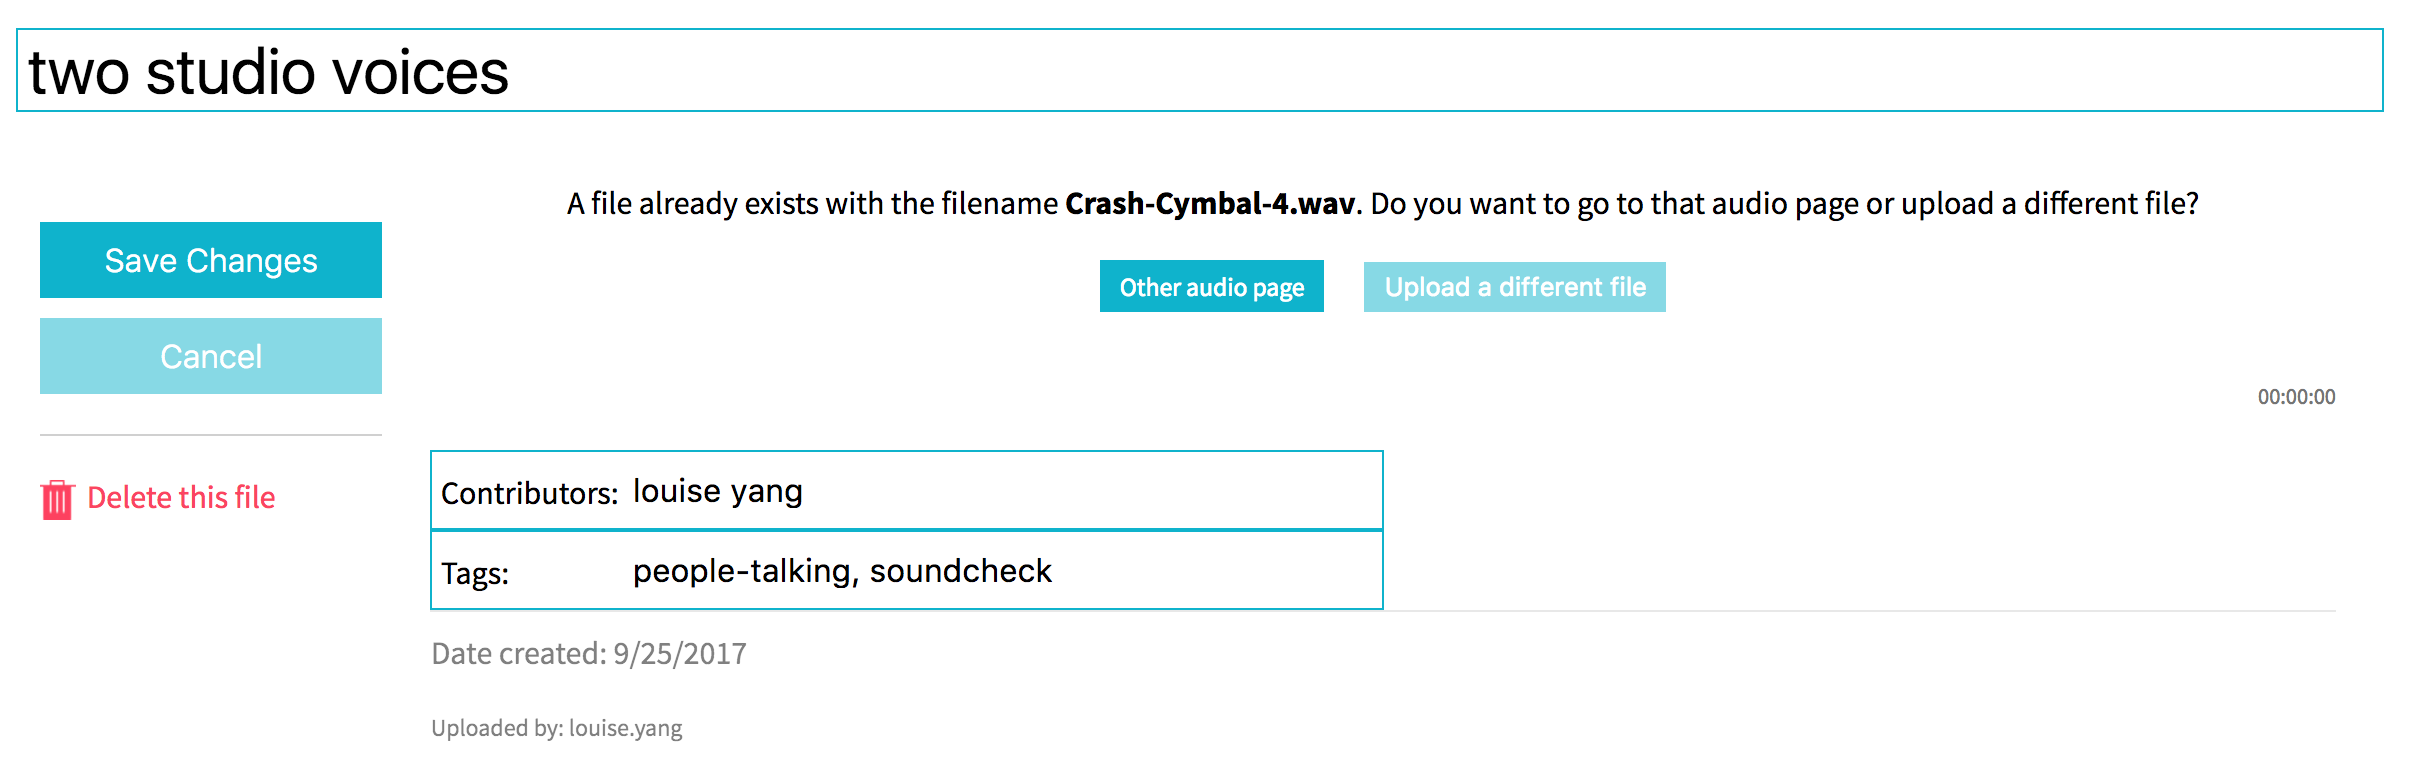 two studio voices
A file already exists with the filename Crash-Cymbal-4.wav. Do you want to go to that audio page or upload a different file?
Save Changes
Other audio page
Upload a different file
Cancel
00:00:00
Delete this file
Contributors: louise yang
Tags: people-talking, soundcheck
Date created: 9/25/2017
Uploaded by: louise.yang